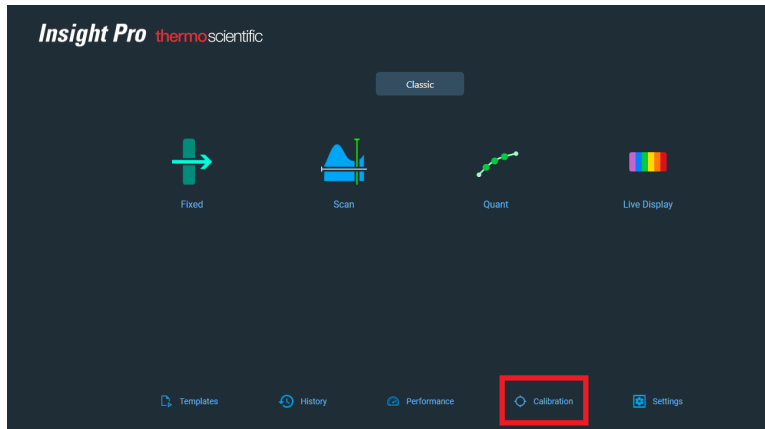 Insight Pro thermoscientific
Classic
Fixed Scan Quant Live Display
Templates History Performance Calibration Settings